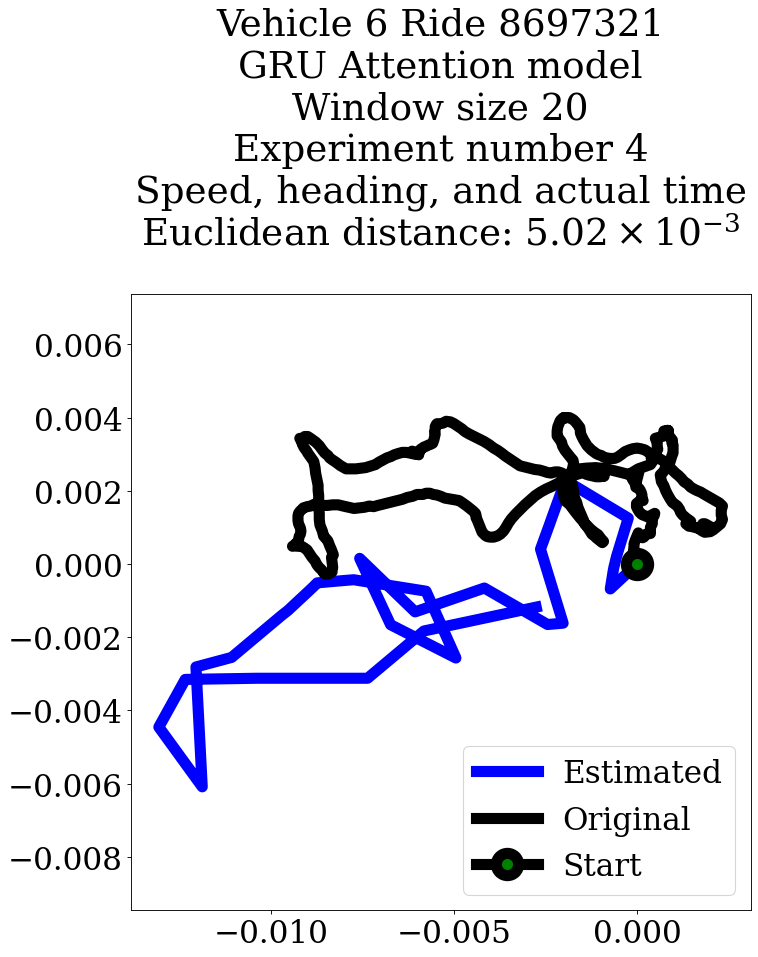 Vehicle 6 Ride 8697321
GRU Attention model
Window size 20
Experiment number 4
Speed, heading, and actual time
Euclidean distance: 5.02 × 10⁻³
0.006
0.004
0.002
0.000
−0.002
−0.004
−0.006
−0.008
Estimated
Original
Start
−0.010 −0.005 0.000